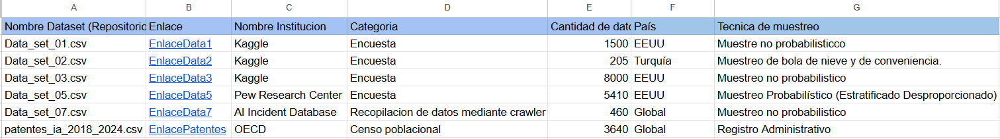 A B C D E F G
Nombre Dataset (Repositorio Enlace Nombre Institucion Categoria Cantidad de dato País Tecnica de muestreo
Data_set_01.csv EnlaceData1 Kaggle Encuesta 1500 EEUU Muestre no probabilisticco
Data_set_02.csv EnlaceData2 Kaggle Encuesta 205 Turquía Muestreo de bola de nieve y de conveniencia.
Data_set_03.csv EnlaceData3 Kaggle Encuesta 8000 EEUU Muestreo no probabilistico
Data_set_05.csv EnlaceData5 Pew Research Center Encuesta 5410 EEUU Muestreo Probabilístico (Estratificado Desproporcionado)
Data_set_07.csv EnlaceData7 AI Incident Database Recopilacion de datos mediante crawler 460 Global Muestreo no probabilistico
patentes_ia_2018_2024.csv EnlacePatentes OECD Censo poblacional 3640 Global Registro Administrativo